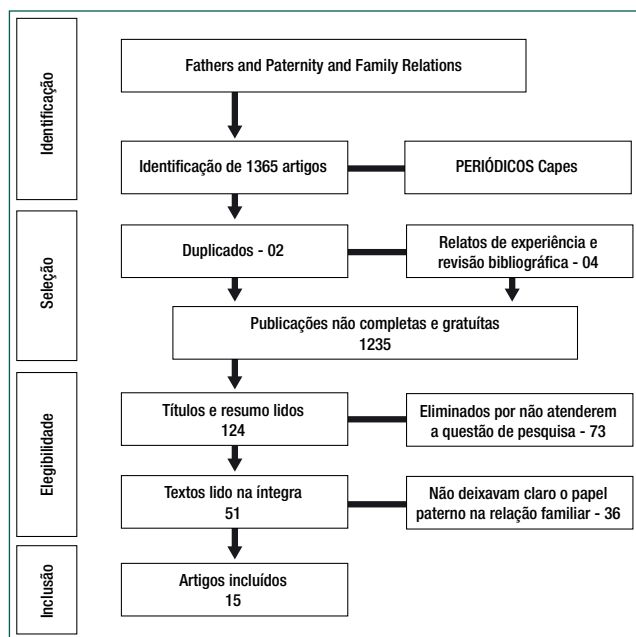 Identificação
Fathers and Paternity and Family Relations
Identificação de 1365 artigos
PERIÓDICOS Capes
Seleção
Duplicados - 02
Relatos de experiência e
revisão bibliográfica - 04
Publicações não completas e gratuítas
1235
Elegibilidade
Títulos e resumo lidos
124
Eliminados por não atenderem
a questão de pesquisa - 73
Textos lido na íntegra
51
Não deixavam claro o papel
paterno na relação familiar - 36
Inclusão
Artigos incluídos
15